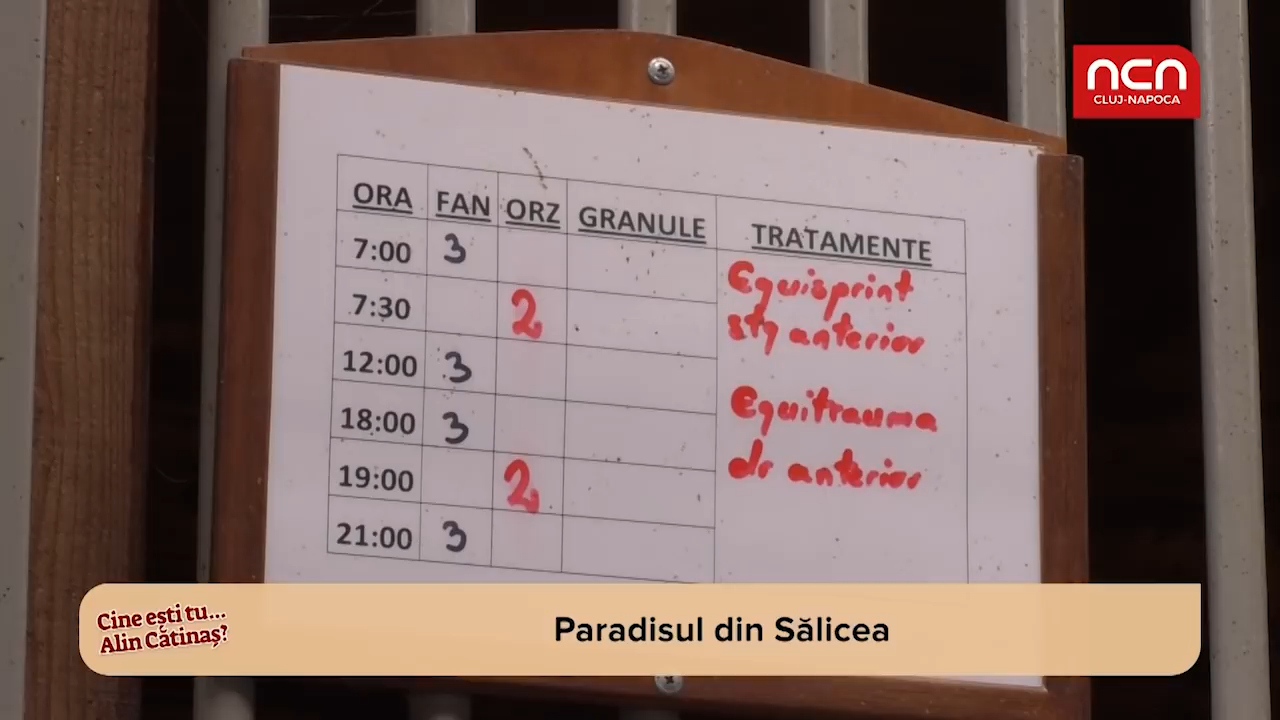 ncn
CLUJ-NAPOCA
ORA FAN ORZ GRANULE TRATAMENTE
7:00 3
7:30 2
12:00 3
18:00 3
19:00 2
21:00 3
Equisprint
stg anterior
Equitrauma
dr anterior
Cine ești tu...
Alin Cătinaș?
Paradisul din Sălicea